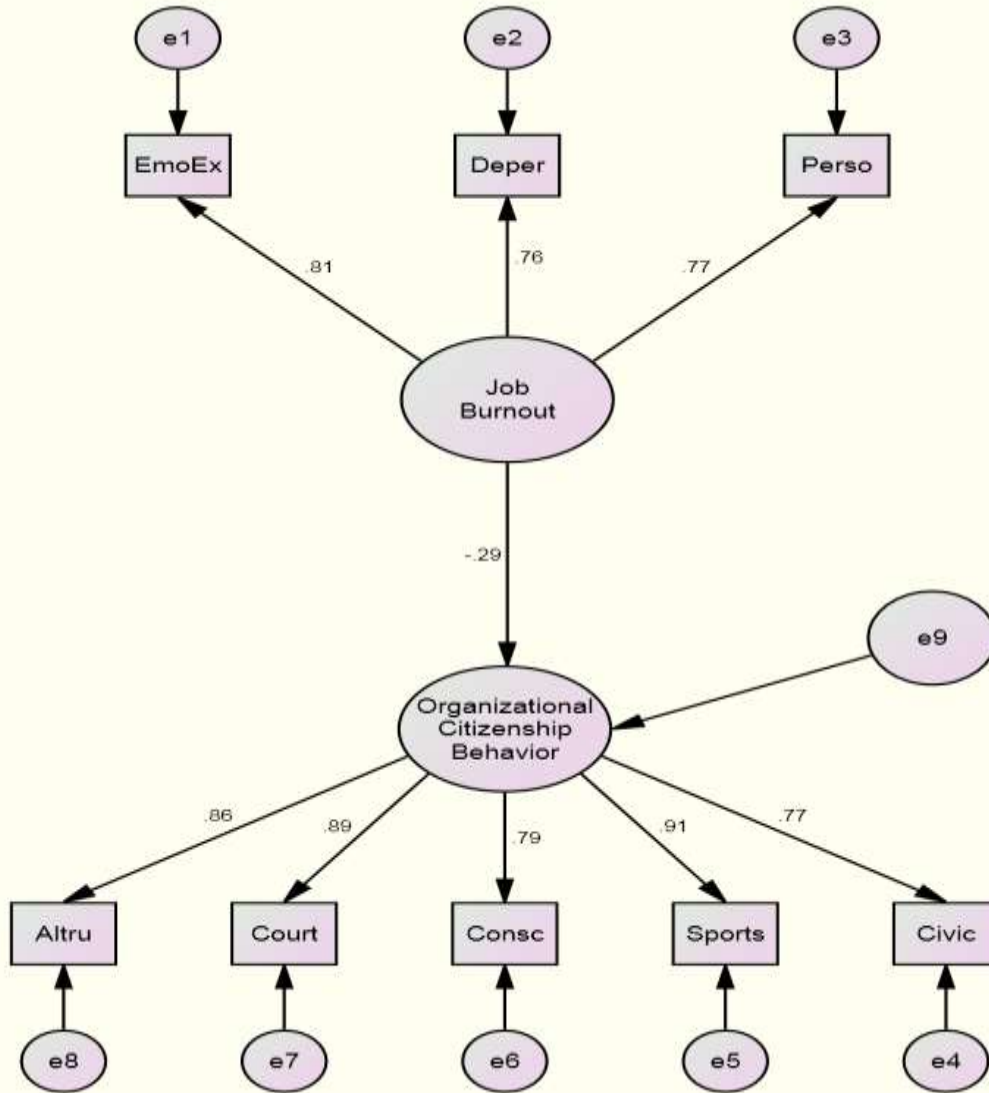 e1
e2
e3
EmoEx
Deper
Perso
.81
.76
.77
Job
Burnout
-.29
e9
Organizational
Citizenship
Behavior
.86
.89
.79
.91
.77
Altru
Court
Consc
Sports
Civic
e8
e7
e6
e5
e4